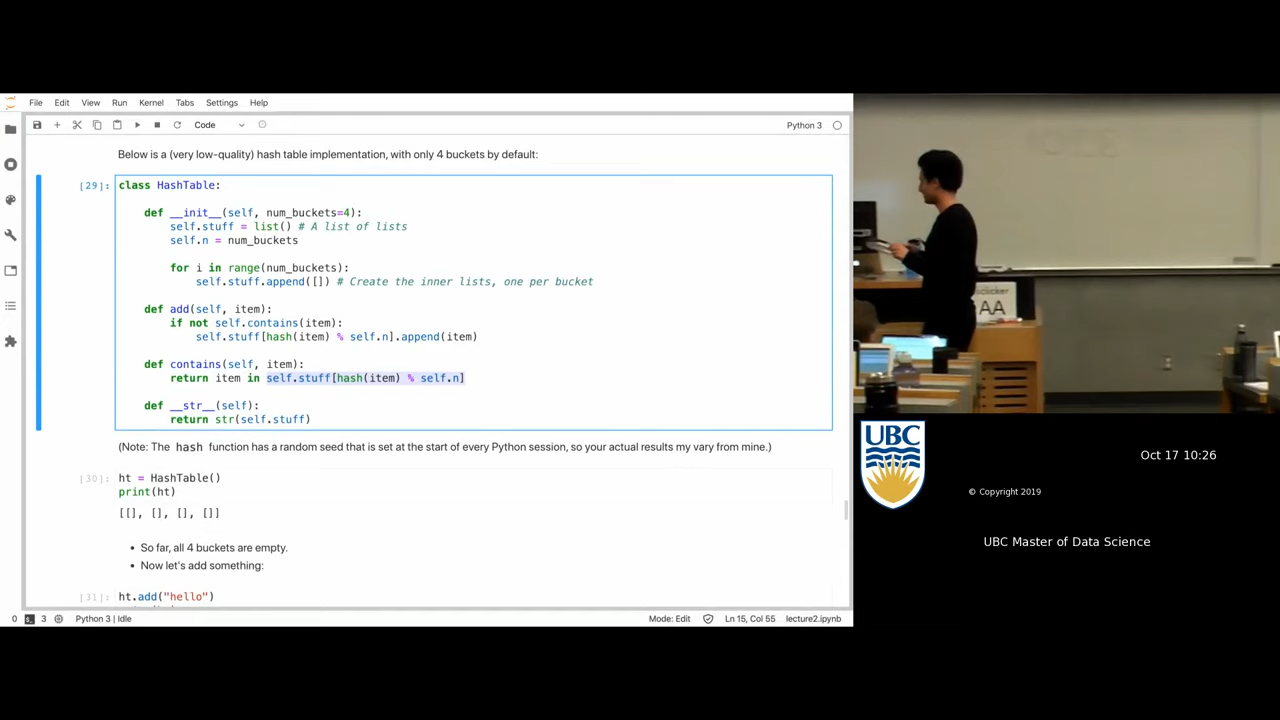 File Edit View Run Kernel Tabs Settings Help
Code Python 3
Below is a (very low-quality) hash table implementation, with only 4 buckets by default:
[29]: class HashTable:
def __init__(self, num_buckets=4):
self.stuff = list() # A list of lists
self.n = num_buckets
for i in range(num_buckets):
self.stuff.append([]) # Create the inner lists, one per bucket
def add(self, item):
if not self.contains(item):
self.stuff[hash(item) % self.n].append(item)
def contains(self, item):
return item in self.stuff[hash(item) % self.n]
def __str__(self):
return str(self.stuff)
(Note: The hash function has a random seed that is set at the start of every Python session, so your actual results my vary from mine.)
[30]: ht = HashTable()
print(ht)
[[], [], [], []]
• So far, all 4 buckets are empty.
• Now let's add something:
[31]: ht.add("hello")
0 3 Python 3 | Idle Mode: Edit Ln 15, Col 55 lecture2.ipynb
iclicker
AA
UBC
Oct 17 10:26
© Copyright 2019
UBC Master of Data Science